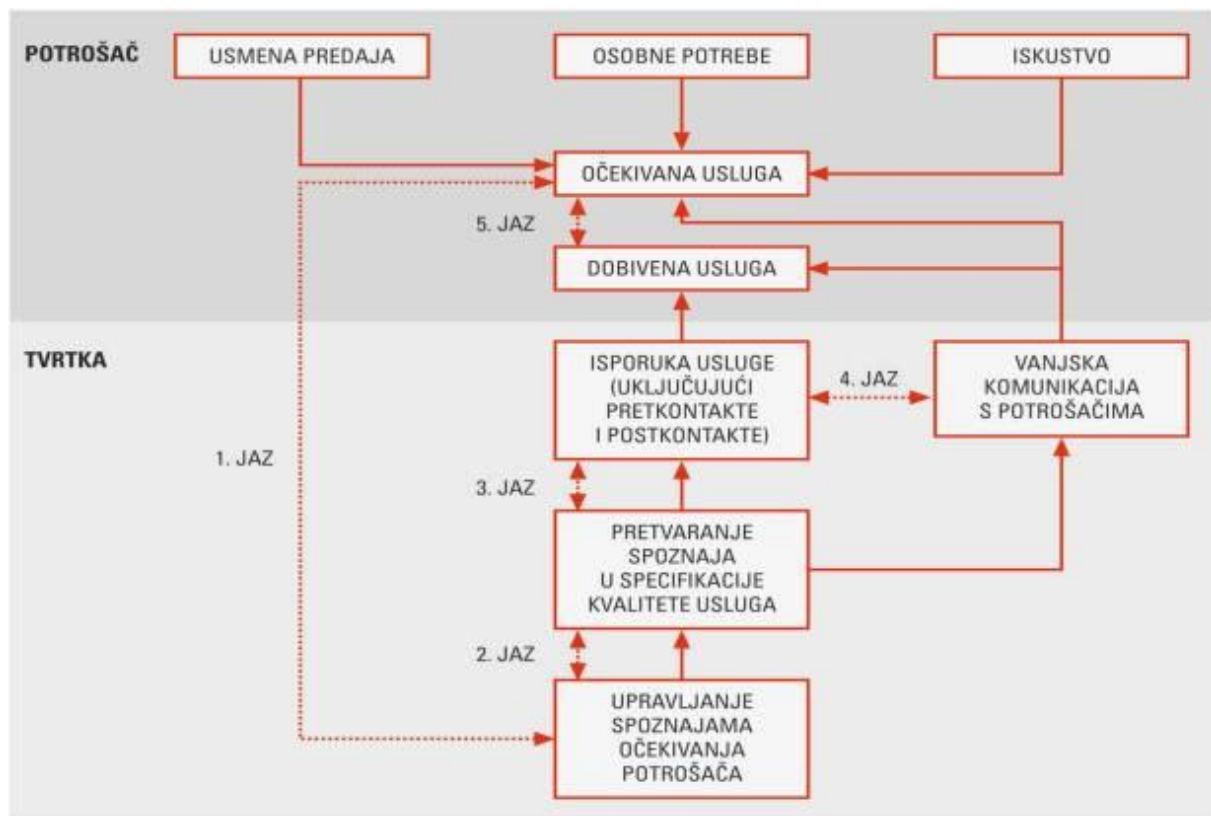 POTROŠAČ
USMENA PREDAJA
OSOBNE POTREBE
ISKUSTVO
OČEKIVANA USLUGA
5. JAZ
DOBIVENA USLUGA
TVRTKA
ISPORUKA USLUGE
(UKLJUČUJUĆI
PRETKONTAKTE
I POSTKONTAKTE)
4. JAZ
VANJSKA
KOMUNIKACIJA
S POTROŠAČIMA
1. JAZ
3. JAZ
PRETVARANJE
SPOZNAJA
U SPECIFIKACIJE
KVALITETE USLUGA
2. JAZ
UPRAVLJANJE
SPOZNAJAMA
OČEKIVANJA
POTROŠAČA